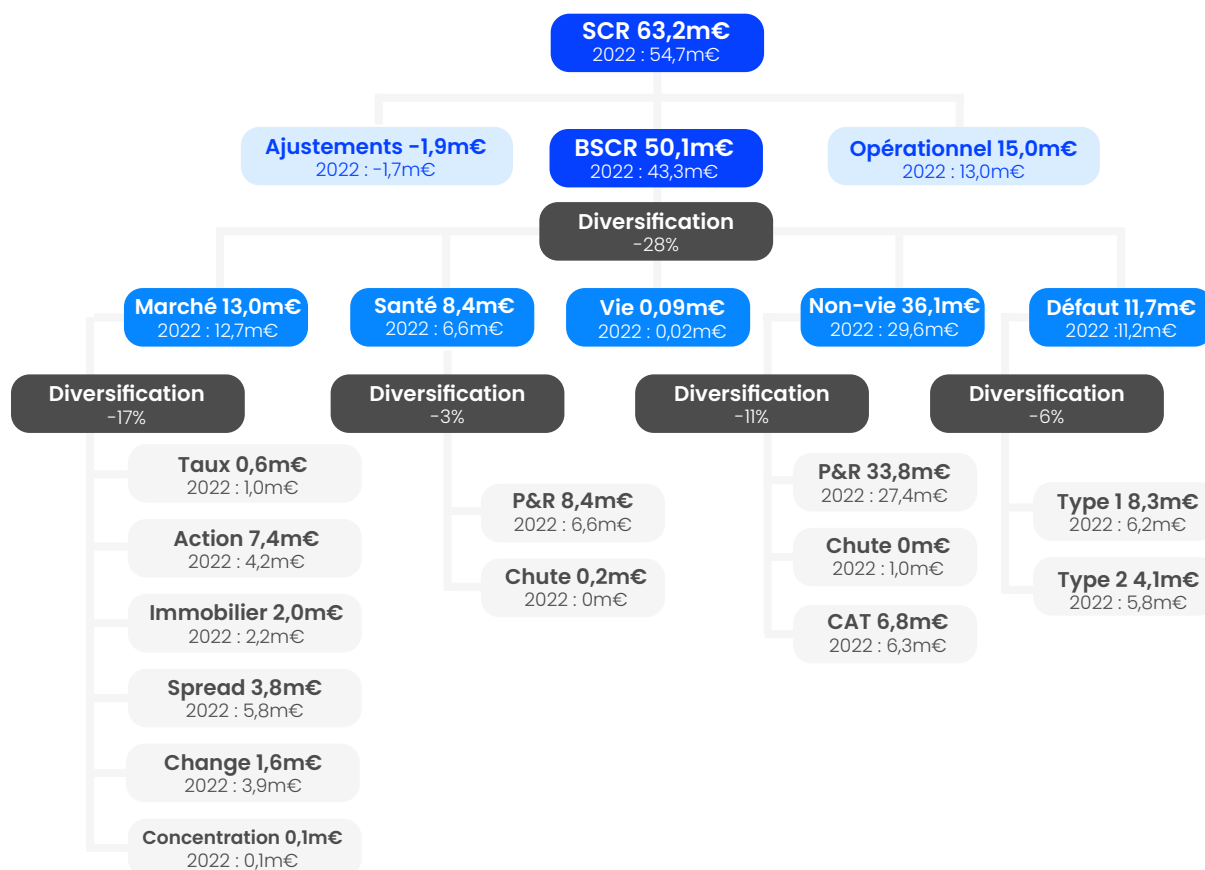 SCR 63,2m€
2022 : 54,7m€
Ajustements -1,9m€
2022 : -1,7m€
BSCR 50,1m€
2022 : 43,3m€
Opérationnel 15,0m€
2022 : 13,0m€
Diversification
-28%
Marché 13,0m€
2022 : 12,7m€
Santé 8,4m€
2022 : 6,6m€
Vie 0,09m€
2022 : 0,02m€
Non-vie 36,1m€
2022 : 29,6m€
Défaut 11,7m€
2022 :11,2m€
Diversification
-17%
Diversification
-3%
Diversification
-11%
Diversification
-6%
Taux 0,6m€
2022 : 1,0m€
Action 7,4m€
2022 : 4,2m€
Immobilier 2,0m€
2022 : 2,2m€
Spread 3,8m€
2022 : 5,8m€
Change 1,6m€
2022 : 3,9m€
Concentration 0,1m€
2022 : 0,1m€
P&R 8,4m€
2022 : 6,6m€
Chute 0,2m€
2022 : 0m€
P&R 33,8m€
2022 : 27,4m€
Chute 0m€
2022 : 1,0m€
CAT 6,8m€
2022 : 6,3m€
Type 1 8,3m€
2022 : 6,2m€
Type 2 4,1m€
2022 : 5,8m€